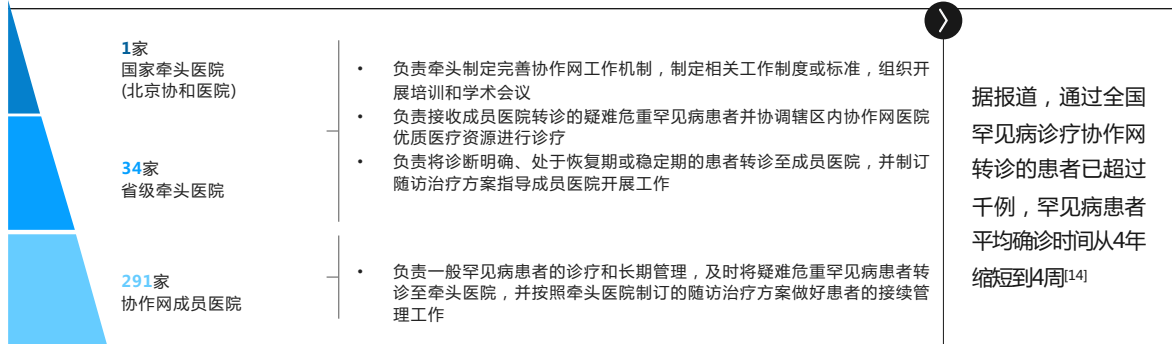 1家
国家牵头医院
(北京协和医院)
34家
省级牵头医院
• 负责牵头制定完善协作网工作机制，制定相关工作制度或标准，组织开
展培训和学术会议
• 负责接收成员医院转诊的疑难危重罕见病患者并协调辖区内协作网医院
优质医疗资源进行诊疗
• 负责将诊断明确、处于恢复期或稳定期的患者转诊至成员医院，并制订
随访治疗方案指导成员医院开展工作
291家
协作网成员医院
• 负责一般罕见病患者的诊疗和长期管理，及时将疑难危重罕见病患者转
诊至牵头医院，并按照牵头医院制订的随访治疗方案做好患者的接续管
理工作
据报道，通过全国
罕见病诊疗协作网
转诊的患者已超过
千例，罕见病患者
平均确诊时间从4年
缩短到4周[14]